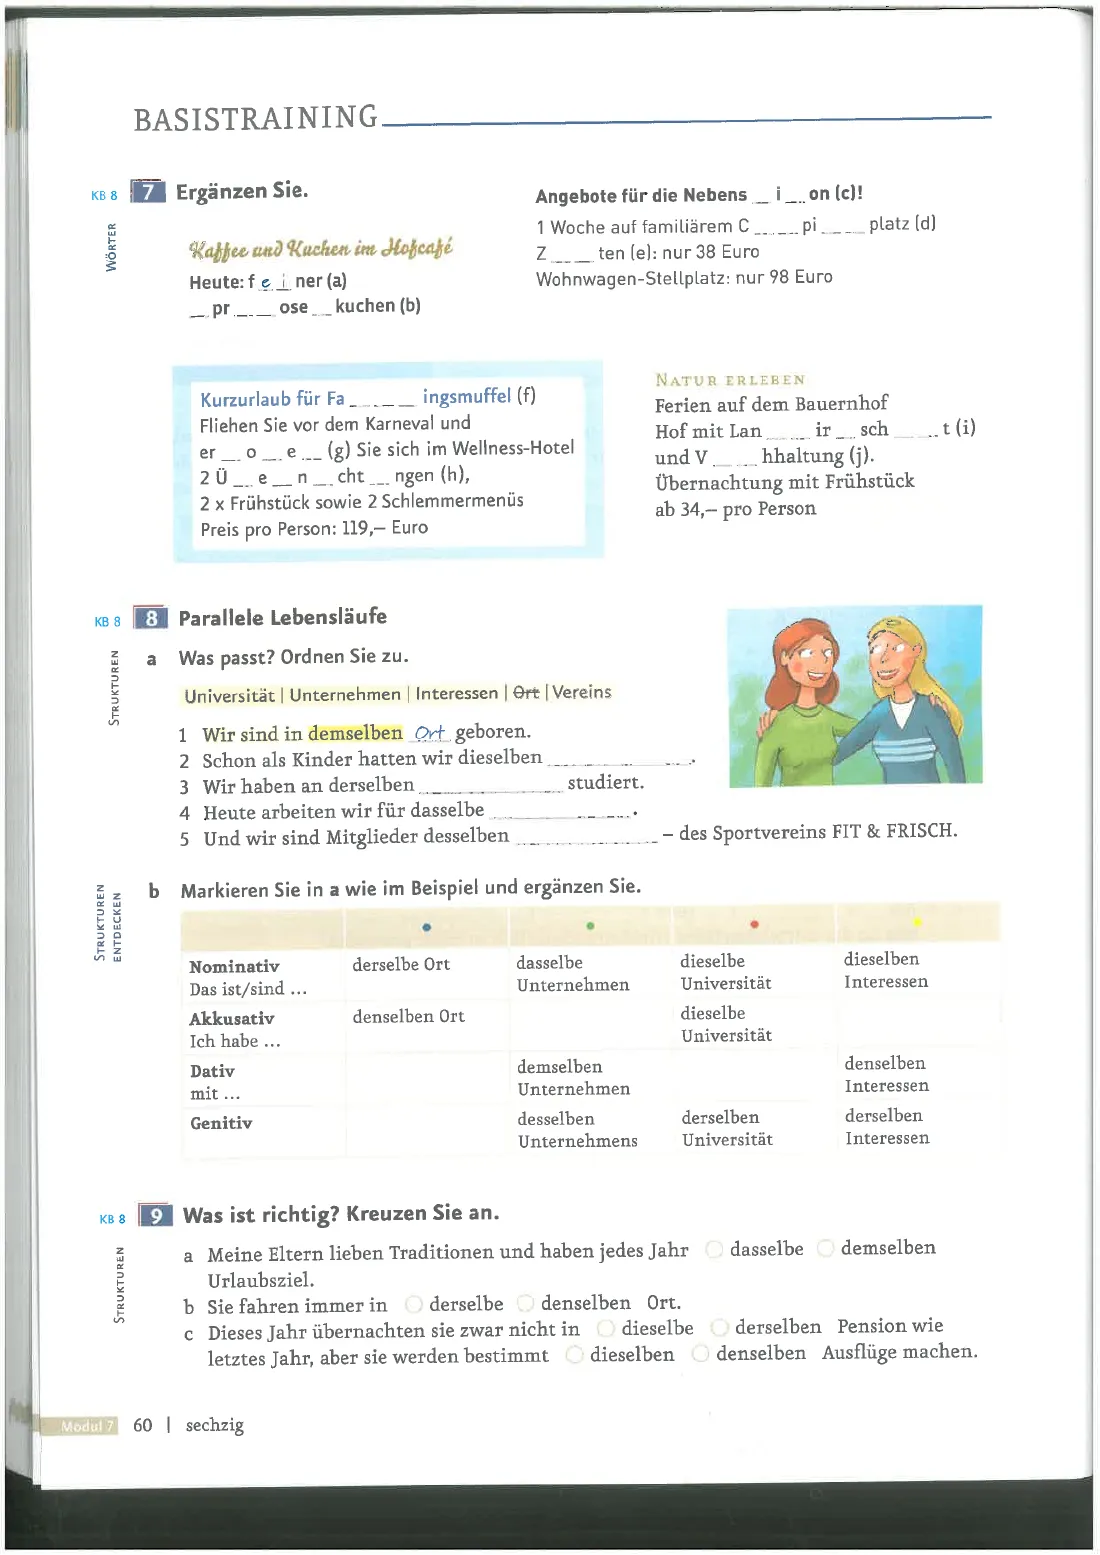 BASISTRAINING
KB 8 7 Ergänzen Sie.
WÖRTER
Kaffee und Kuchen im Hofcafé
Heute: f e i ner (a)
_ pr _ _ ose _ kuchen (b)
Angebote für die Nebens _ i _ on (c)!
1 Woche auf familiärem C _ _ pi _ _ platz (d)
Z _ _ ten (e): nur 38 Euro
Wohnwagen-Stellplatz: nur 98 Euro
Kurzurlaub für Fa _ _ _ ingsmuffel (f)
Fliehen Sie vor dem Karneval und
er _ o _ e _ (g) Sie sich im Wellness-Hotel
2 Ü _ e _ n _ cht _ ngen (h),
2 x Frühstück sowie 2 Schlemmermenüs
Preis pro Person: 119,– Euro
NATUR ERLEBEN
Ferien auf dem Bauernhof
Hof mit Lan _ _ ir _ sch _ _ t (i)
und V _ _ hhaltung (j).
Übernachtung mit Frühstück
ab 34,– pro Person
KB 8 8 Parallele Lebensläufe
STRUKTUREN
a Was passt? Ordnen Sie zu.
Universität | Unternehmen | Interessen | Ort | Vereins
1 Wir sind in demselben Ort geboren.
2 Schon als Kinder hatten wir dieselben ____________.
3 Wir haben an derselben ____________ studiert.
4 Heute arbeiten wir für dasselbe ____________.
5 Und wir sind Mitglieder desselben ____________ – des Sportvereins FIT & FRISCH.
STRUKTUREN ENTDECKEN
b Markieren Sie in a wie im Beispiel und ergänzen Sie.
Nominativ derselbe Ort dasselbe dieselbe dieselben
Das ist/sind ... Unternehmen Universität Interessen
Akkusativ denselben Ort dieselbe
Ich habe ... Universität
Dativ demselben denselben
mit ... Unternehmen Interessen
Genitiv desselben derselben derselben
Unternehmens Universität Interessen
KB 8 9 Was ist richtig? Kreuzen Sie an.
STRUKTUREN
a Meine Eltern lieben Traditionen und haben jedes Jahr ○ dasselbe ○ demselben
Urlaubsziel.
b Sie fahren immer in ○ derselbe ○ denselben Ort.
c Dieses Jahr übernachten sie zwar nicht in ○ dieselbe ○ derselben Pension wie
letztes Jahr, aber sie werden bestimmt ○ dieselben ○ denselben Ausflüge machen.
Modul 7 60 | sechzig